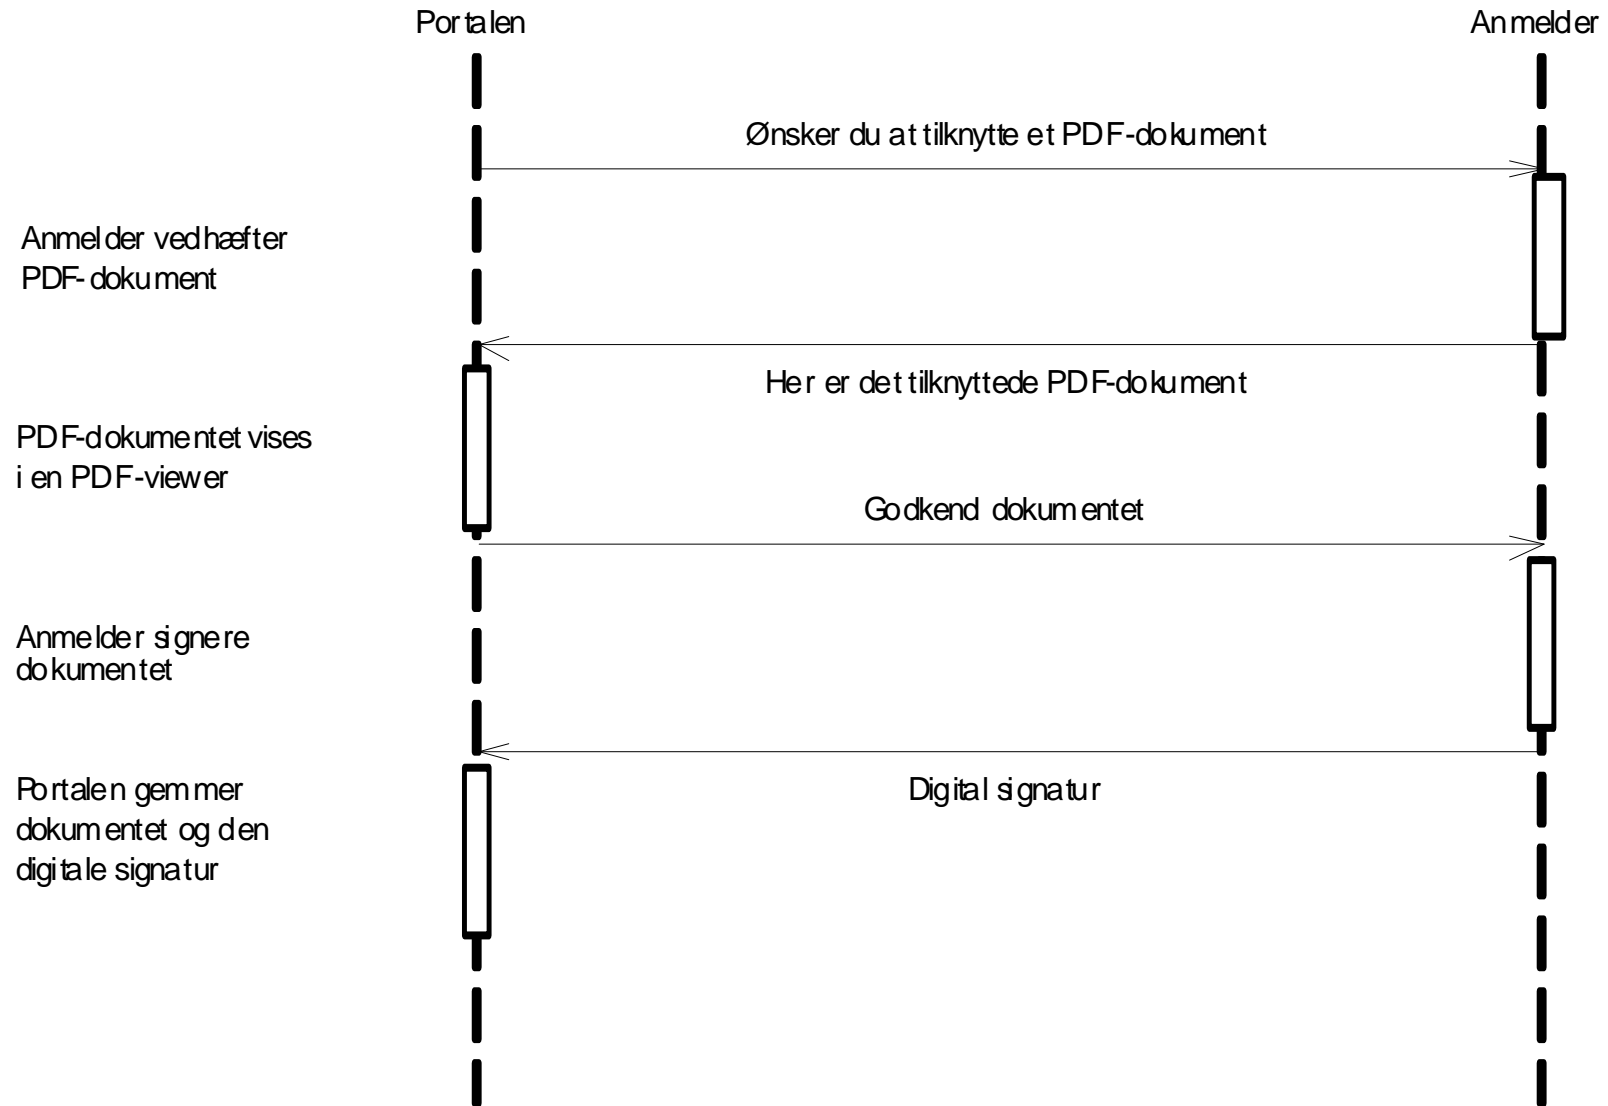 Portalen
Anmelder
Ønsker du at tilknytte et PDF-dokument
Anmelder vedhæfter
PDF-dokument
Her er det tilknyttede PDF-dokument
PDF-dokumentet vises
i en PDF-viewer
Godkend dokumentet
Anmelder signere
dokumentet
Digital signatur
Portalen gemmer
dokumentet og den
digitale signatur